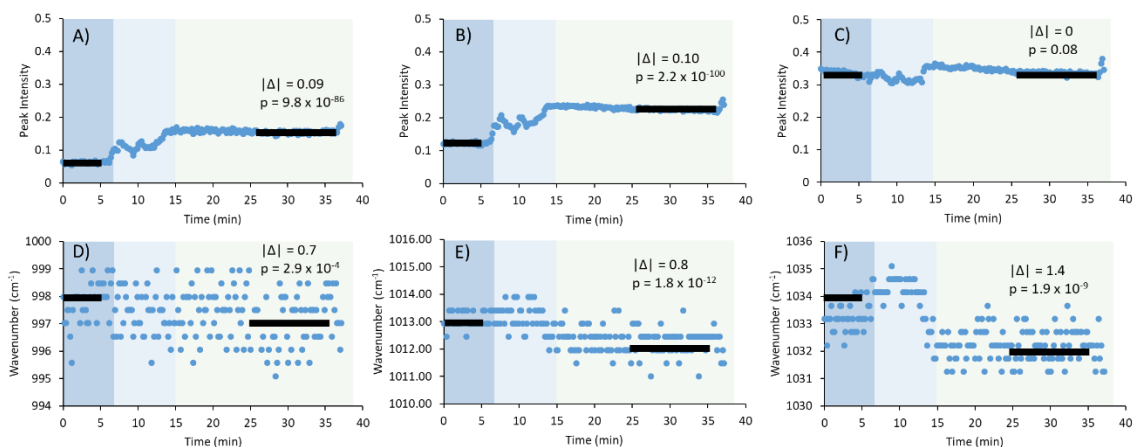 A)
|Δ| = 0.09
p = 9.8 x 10-86
Peak Intensity
0.5
0.4
0.3
0.2
0.1
0
0 5 10 15 20 25 30 35 40
Time (min)
B)
|Δ| = 0.10
p = 2.2 x 10-100
Peak Intensity
0.5
0.4
0.3
0.2
0.1
0
0 5 10 15 20 25 30 35 40
Time (min)
C)
|Δ| = 0
p = 0.08
Peak Intensity
0.5
0.4
0.3
0.2
0.1
0
0 5 10 15 20 25 30 35 40
Time (min)
D)
|Δ| = 0.7
p = 2.9 x 10-4
Wavenumber (cm-1)
1000
999
998
997
996
995
994
0 5 10 15 20 25 30 35 40
Time (min)
E)
|Δ| = 0.8
p = 1.8 x 10-12
Wavenumber (cm-1)
1016.00
1015.00
1014.00
1013.00
1012.00
1011.00
1010.00
0 5 10 15 20 25 30 35 40
Time (min)
F)
|Δ| = 1.4
p = 1.9 x 10-9
Wavenumber (cm-1)
1036
1035
1034
1033
1032
1031
1030
0 5 10 15 20 25 30 35 40
Time (min)